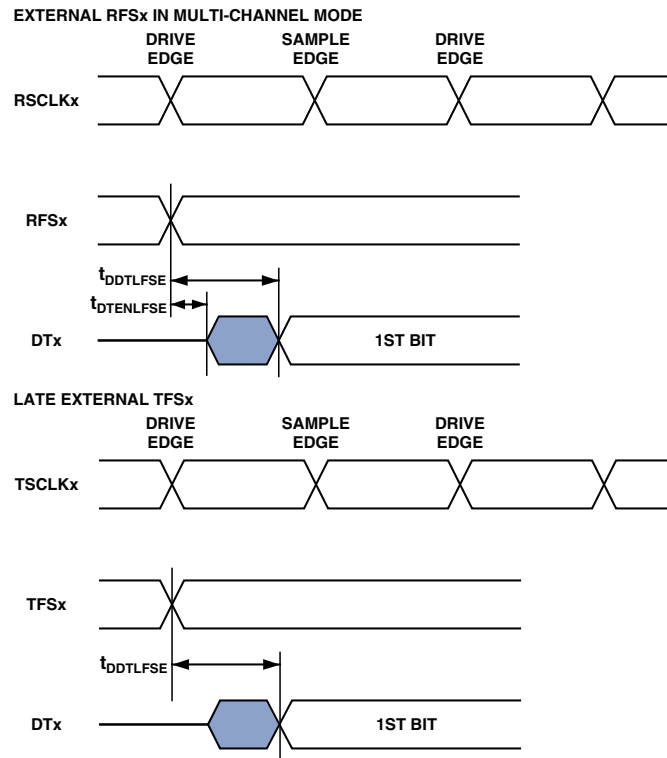 EXTERNAL RFSx IN MULTI-CHANNEL MODE
DRIVE EDGE
SAMPLE EDGE
DRIVE EDGE
RSCLKx
RFSx
tDDTLFSE
tDTENLFSE
DTx
1ST BIT
LATE EXTERNAL TFSx
DRIVE EDGE
SAMPLE EDGE
DRIVE EDGE
TSCLKx
TFSx
tDDTLFSE
DTx
1ST BIT